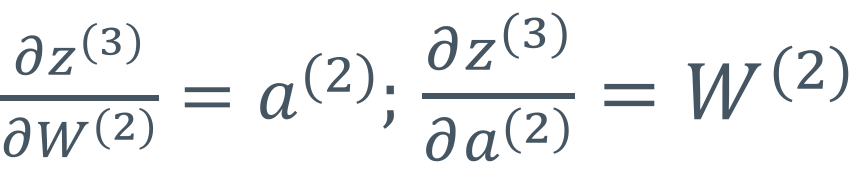 ∂z^(3)/∂W^(2) = a^(2); ∂z^(3)/∂a^(2) = W^(2)